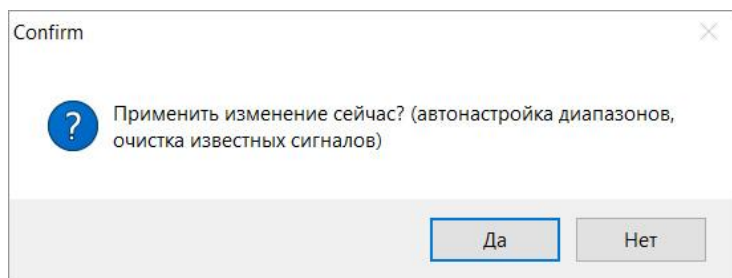 Confirm
Применить изменение сейчас? (автонастройка диапазонов,
очистка известных сигналов)
Да
Нет